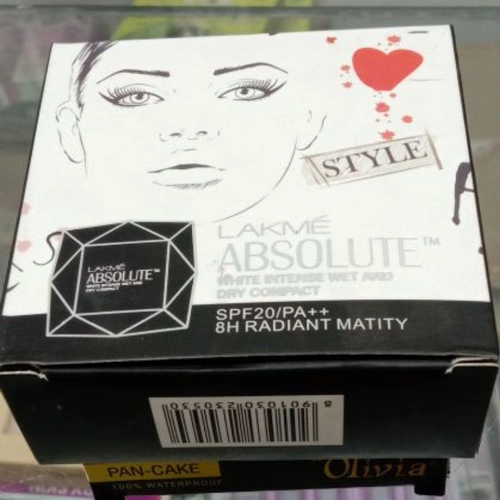 STYLE
LAKMÉ
ABSOLUTE™
WHITE INTENSE WET AND
DRY COMPACT
LAKMÉ
ABSOLUTE™
WHITE INTENSE WET AND
DRY COMPACT
SPF20/PA++
8H RADIANT MATITY
8901030230530
PAN-CAKE
100% WATERPROOF
Olivia